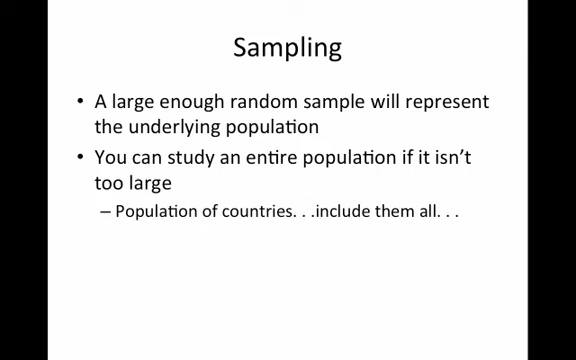 Sampling
• A large enough random sample will represent
the underlying population
• You can study an entire population if it isn't
too large
– Population of countries. . .include them all. . .